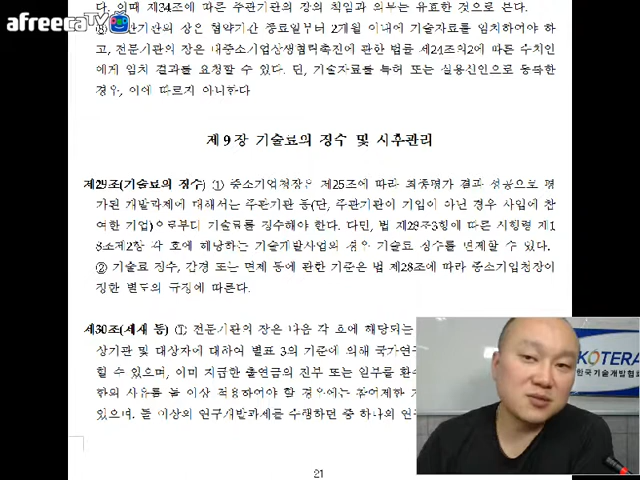 다. 이때 제34조에 따른 주관기관의 장의 책임과 의무는 유효한 것으로 본다.
afreecaTV
관기관의 장은 협약기간 종료일부터 2개월 이내에 기술자료를 임치하여야 하
고, 전문기관의 장은 대중소기업상생협력촉진에 관한 법률 제24조의2에 따른 수치인
에게 임치 결과를 요청할 수 있다. 단, 기술자료를 특허 또는 실용신안으로 등록한
경우, 이에 따르지 아니한다
제9장 기술료의 징수 및 사후관리
제29조(기술료의 징수) ① 중소기업청장은 제25조에 따라 최종평가 결과 성공으로 평
가된 개발과제에 대해서는 주관기관 등(단, 주관기관이 기업이 아닌 경우 사업에 참
여한 기업)으로부터 기술료를 징수해야 한다. 다만, 법 제28조3항에 따른 시행령 제1
8조제2항 각 호에 해당하는 기술개발사업의 경우 기술료 징수를 면제할 수 있다.
② 기술료 징수, 감경 또는 면제 등에 관한 기준은 법 제28조에 따라 중소기업청장이
정한 별도의 규정에 따른다.
제30조(제재 등) ① 전문기관의 장은 다음 각 호에 해당되는
상기관 및 대상자에 대하여 별표 3의 기준에 의해 국가연구
할 수 있으며, 이미 지급한 출연금의 전부 또는 일부를 환수
한의 사유를 둘 이상 적용하여야 할 경우에는 참여제한 기
있으며, 둘 이상의 연구개발과제를 수행하던 중 하나의 연구
KOTERA
한국기술개발협회
21